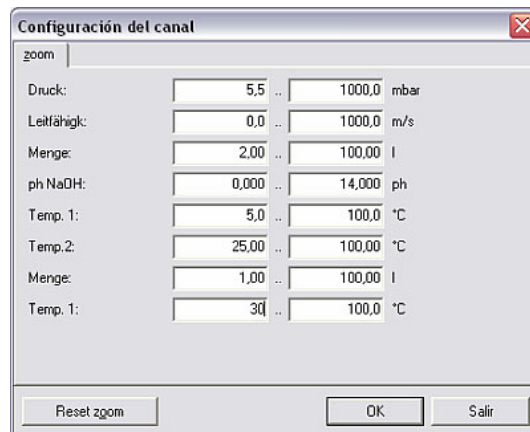 Configuración del canal
zoom
Druck: 5,5 .. 1000,0 mbar
Leitfähigk: 0,0 .. 1000,0 m/s
Menge: 2,00 .. 100,00 l
ph NaOH: 0,000 .. 14,000 ph
Temp. 1: 5,0 .. 100,0 °C
Temp.2: 25,00 .. 100,00 °C
Menge: 1,00 .. 100,00 l
Temp. 1: 30 .. 100,0 °C
Reset zoom OK Salir